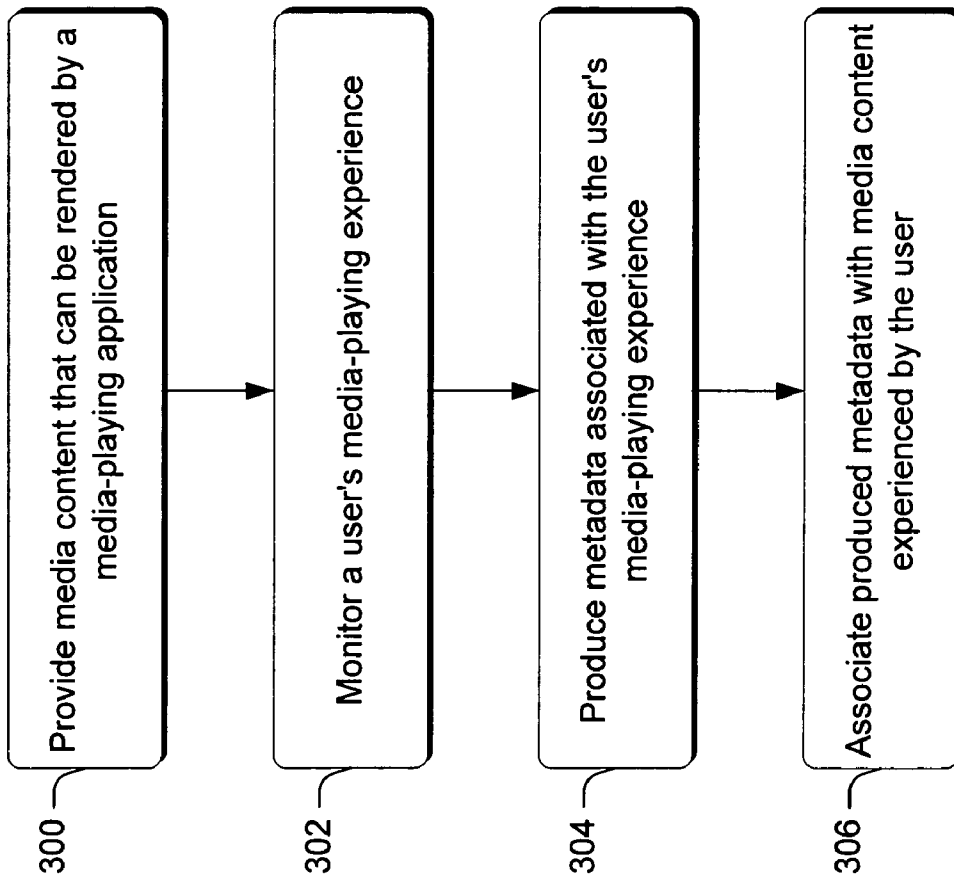 300
Provide media content that can be rendered by a
media-playing application
302
Monitor a user's media-playing experience
304
Produce metadata associated with the user's
media-playing experience
306
Associate produced metadata with media content
experienced by the user